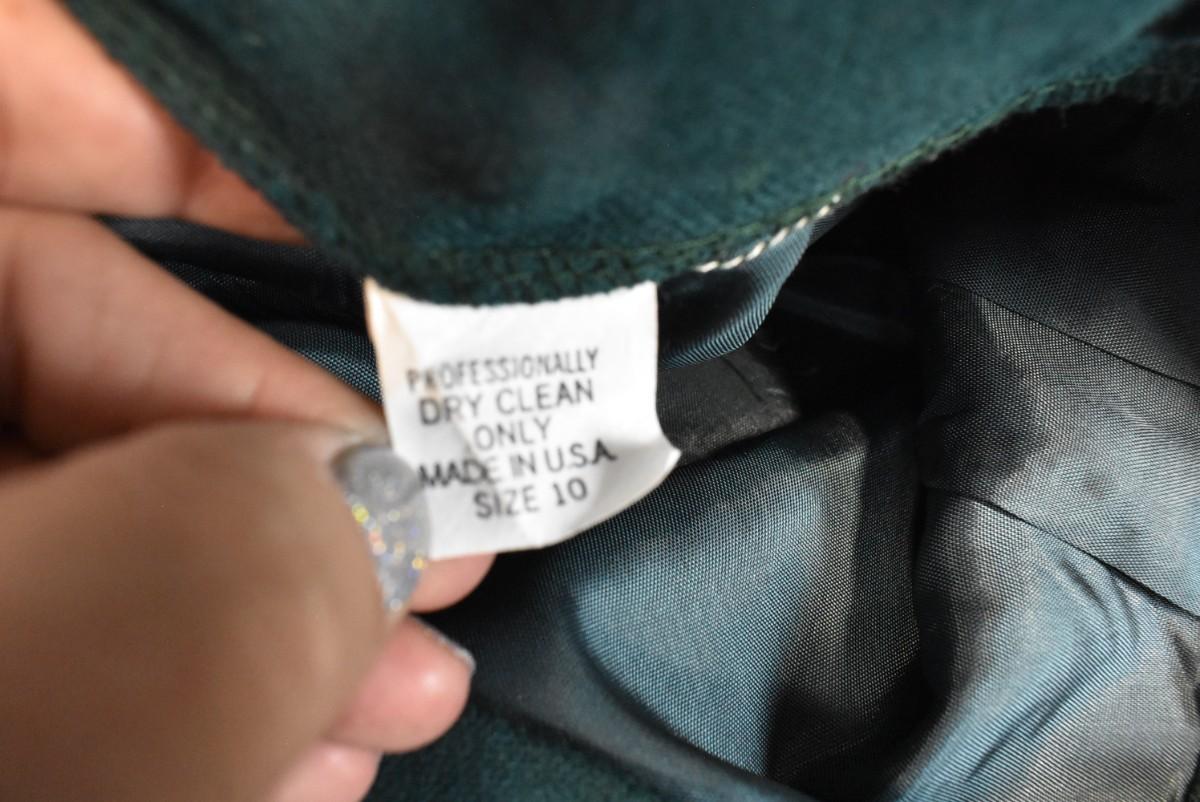 PROFESSIONALLY
DRY CLEAN
ONLY
MADE IN U.S.A.
SIZE 10